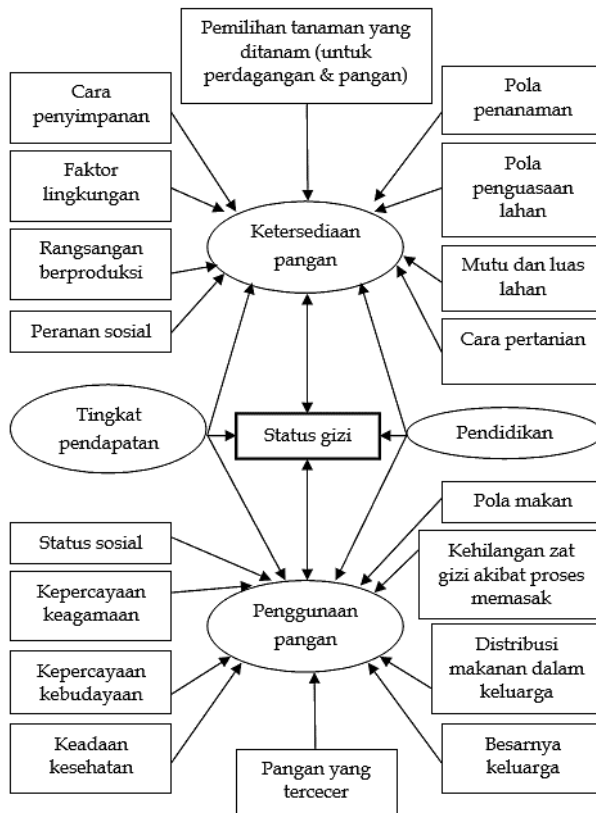 Pemilihan tanaman yang
ditanam (untuk
perdagangan & pangan)
Cara
penyimpanan
Pola
penanaman
Faktor
lingkungan
Pola
penguasaan
lahan
Ketersediaan
pangan
Rangsangan
berproduksi
Mutu dan luas
lahan
Peranan sosial
Cara pertanian
Tingkat
pendapatan
Status gizi
Pendidikan
Pola makan
Status sosial
Kehilangan zat
gizi akibat proses
memasak
Kepercayaan
keagamaan
Penggunaan
pangan
Distribusi
makanan dalam
keluarga
Kepercayaan
kebudayaan
Keadaan
kesehatan
Besarnya
keluarga
Pangan yang
tercecer